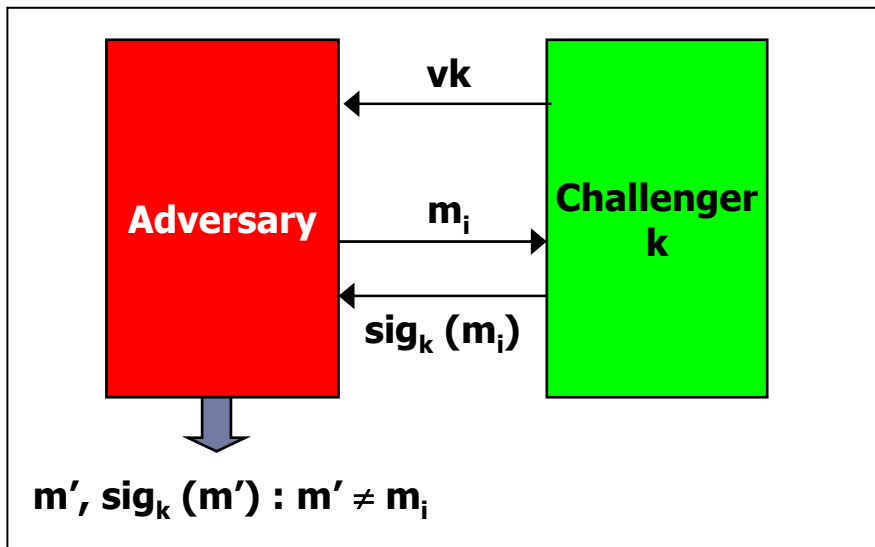 vk
Adversary
Challenger
k
mᵢ
sigₖ (mᵢ)
m’, sigₖ (m’) : m’ ≠ mᵢ